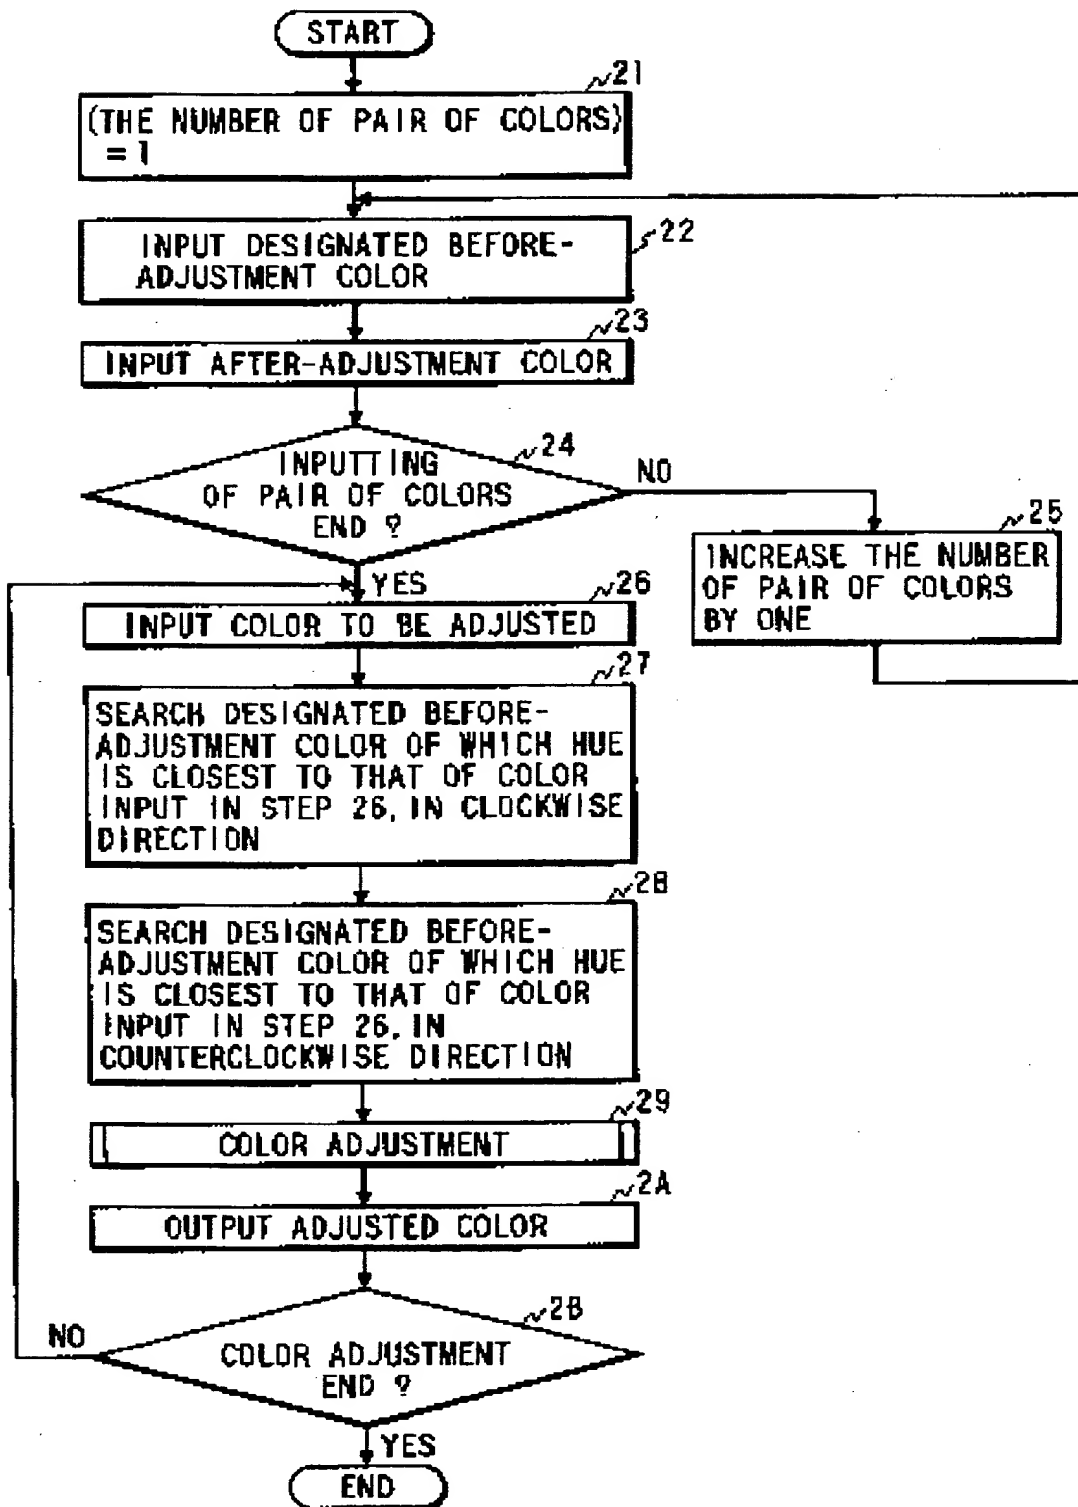 START
21
(THE NUMBER OF PAIR OF COLORS)
= 1
22
INPUT DESIGNATED BEFORE-
ADJUSTMENT COLOR
23
INPUT AFTER-ADJUSTMENT COLOR
24
INPUTTING
OF PAIR OF COLORS
END ?
NO
25
INCREASE THE NUMBER
OF PAIR OF COLORS
BY ONE
YES
26
INPUT COLOR TO BE ADJUSTED
27
SEARCH DESIGNATED BEFORE-
ADJUSTMENT COLOR OF WHICH HUE
IS CLOSEST TO THAT OF COLOR
INPUT IN STEP 26, IN CLOCKWISE
DIRECTION
28
SEARCH DESIGNATED BEFORE-
ADJUSTMENT COLOR OF WHICH HUE
IS CLOSEST TO THAT OF COLOR
INPUT IN STEP 26, IN
COUNTERCLOCKWISE DIRECTION
29
COLOR ADJUSTMENT
2A
OUTPUT ADJUSTED COLOR
2B
NO
COLOR ADJUSTMENT
END ?
YES
END